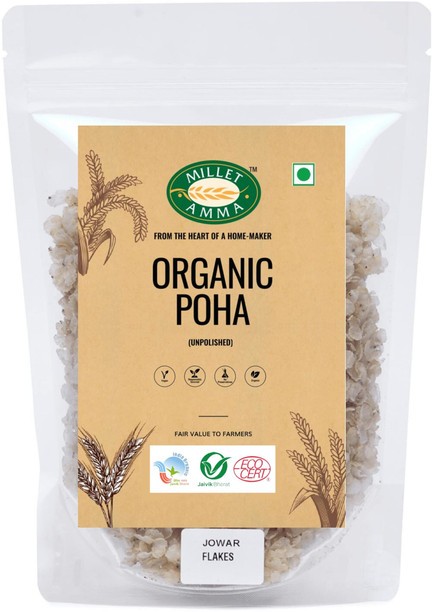 MILLET
AMMA
TM
FROM THE HEART OF A HOME-MAKER
ORGANIC
POHA
(UNPOLISHED)
FAIR VALUE TO FARMERS
Jaivik Bharat
ECO
CERT
JOWAR
FLAKES